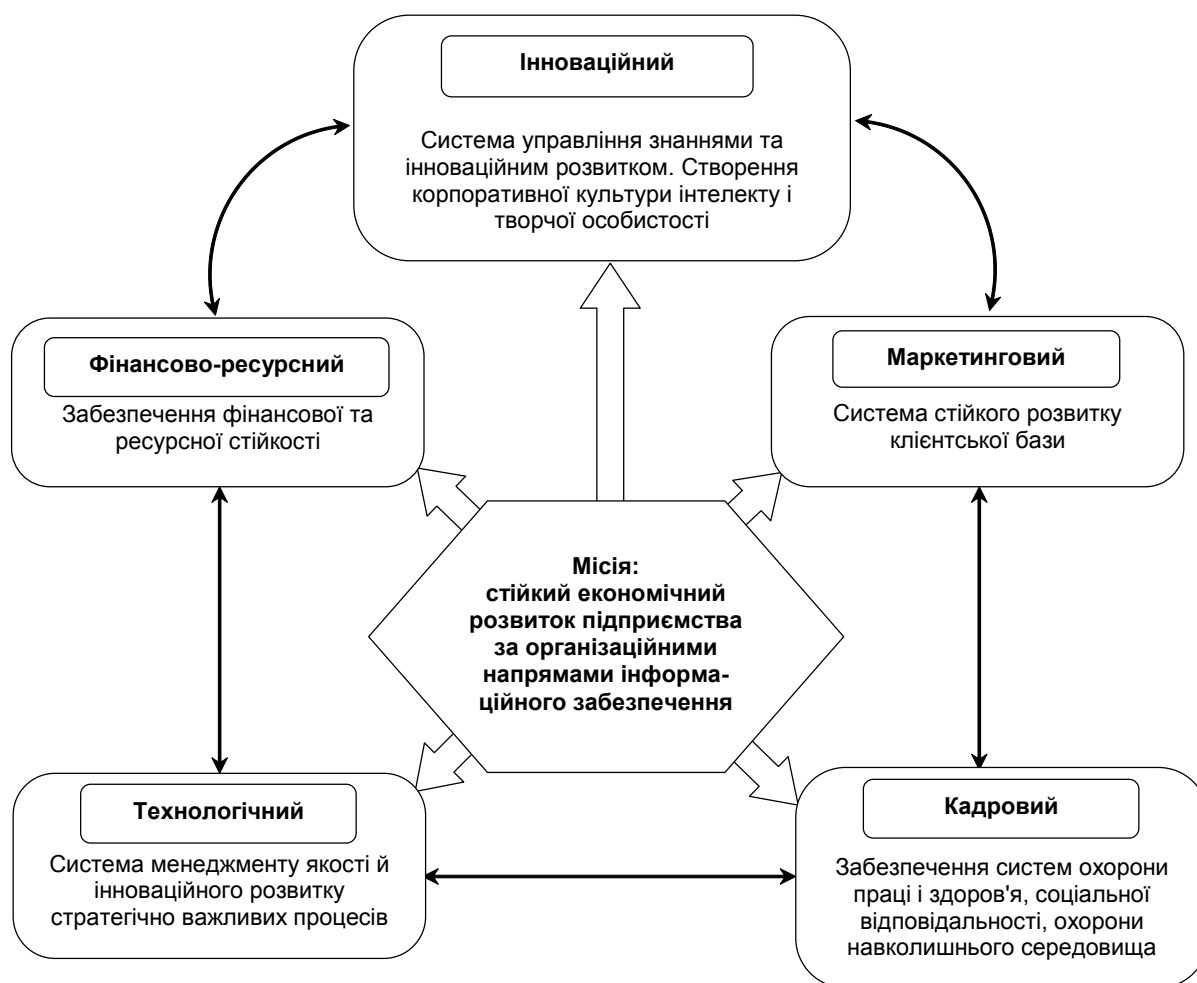 Інноваційний
Система управління знаннями та
інноваційним розвитком. Створення
корпоративної культури інтелекту і
творчої особистості
Фінансово-ресурсний
Забезпечення фінансової та
ресурсної стійкості
Маркетинговий
Система стійкого розвитку
клієнтської бази
Місія:
стійкий економічний
розвиток підприємства
за організаційними
напрямами інформа-
ційного забезпечення
Технологічний
Система менеджменту якості й
інноваційного розвитку
стратегічно важливих процесів
Кадровий
Забезпечення систем охорони
праці і здоров'я, соціальної
відповідальності, охорони
навколишнього середовища